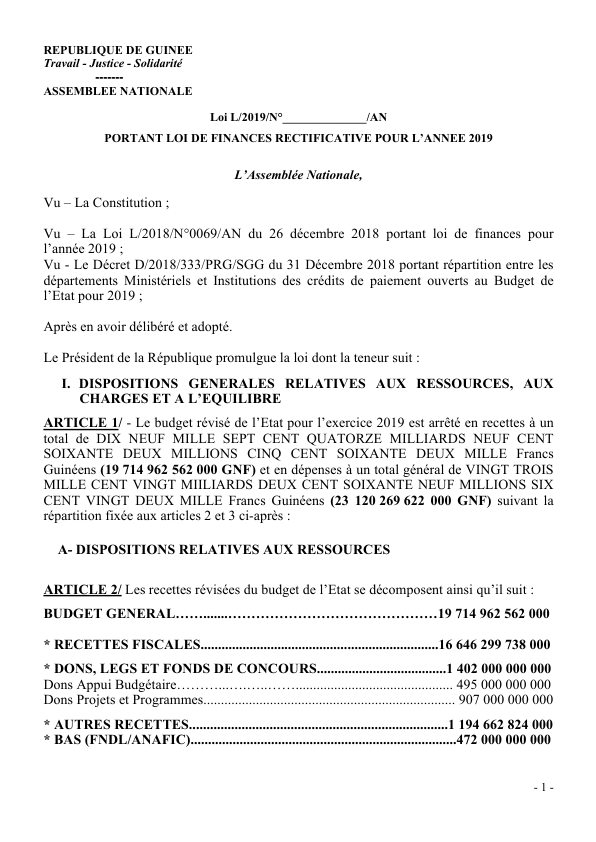 REPUBLIQUE DE GUINEE
Travail - Justice - Solidarité
-------
ASSEMBLEE NATIONALE
Loi L/2019/N°______________/AN
PORTANT LOI DE FINANCES RECTIFICATIVE POUR L’ANNEE 2019
L’Assemblée Nationale,
Vu – La Constitution ;
Vu – La Loi L/2018/N°0069/AN du 26 décembre 2018 portant loi de finances pour
l’année 2019 ;
Vu - Le Décret D/2018/333/PRG/SGG du 31 Décembre 2018 portant répartition entre les
départements Ministériels et Institutions des crédits de paiement ouverts au Budget de
l’Etat pour 2019 ;
Après en avoir délibéré et adopté.
Le Président de la République promulgue la loi dont la teneur suit :
I. DISPOSITIONS GENERALES RELATIVES AUX RESSOURCES, AUX
CHARGES ET A L’EQUILIBRE
ARTICLE 1/ - Le budget révisé de l’Etat pour l’exercice 2019 est arrêté en recettes à un
total de DIX NEUF MILLE SEPT CENT QUATORZE MILLIARDS NEUF CENT
SOIXANTE DEUX MILLIONS CINQ CENT SOIXANTE DEUX MILLE Francs
Guinéens (19 714 962 562 000 GNF) et en dépenses à un total général de VINGT TROIS
MILLE CENT VINGT MIILIARDS DEUX CENT SOIXANTE NEUF MILLIONS SIX
CENT VINGT DEUX MILLE Francs Guinéens (23 120 269 622 000 GNF) suivant la
répartition fixée aux articles 2 et 3 ci-après :
A- DISPOSITIONS RELATIVES AUX RESSOURCES
ARTICLE 2/ Les recettes révisées du budget de l’Etat se décomposent ainsi qu’il suit :
BUDGET GENERAL…….......……………………………………19 714 962 562 000
* RECETTES FISCALES....................................................................16 646 299 738 000
* DONS, LEGS ET FONDS DE CONCOURS.....................................1 402 000 000 000
Dons Appui Budgétaire………..……….……............................................. 495 000 000 000
Dons Projets et Programmes........................................................................ 907 000 000 000
* AUTRES RECETTES..........................................................................1 194 662 824 000
* BAS (FNDL/ANAFIC)............................................................................472 000 000 000
- 1 -